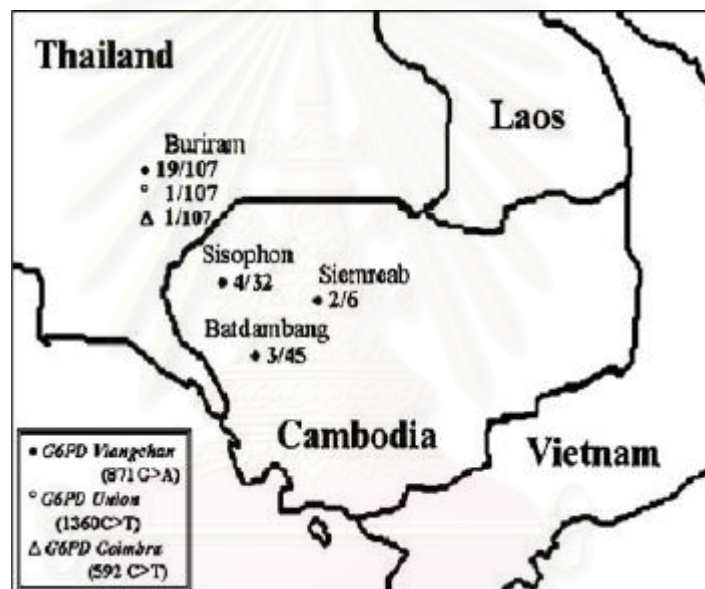 Thailand
Laos
Buriram
• 19/107
° 1/107
Δ 1/107
Sisophon
• 4/32
Siemreab
• 2/6
Batdambang
• 3/45
Cambodia
Vietnam
• G6PD Viangchan
(871G>A)
° G6PD Union
(1360C>T)
Δ G6PD Coimbra
(592 C>T)